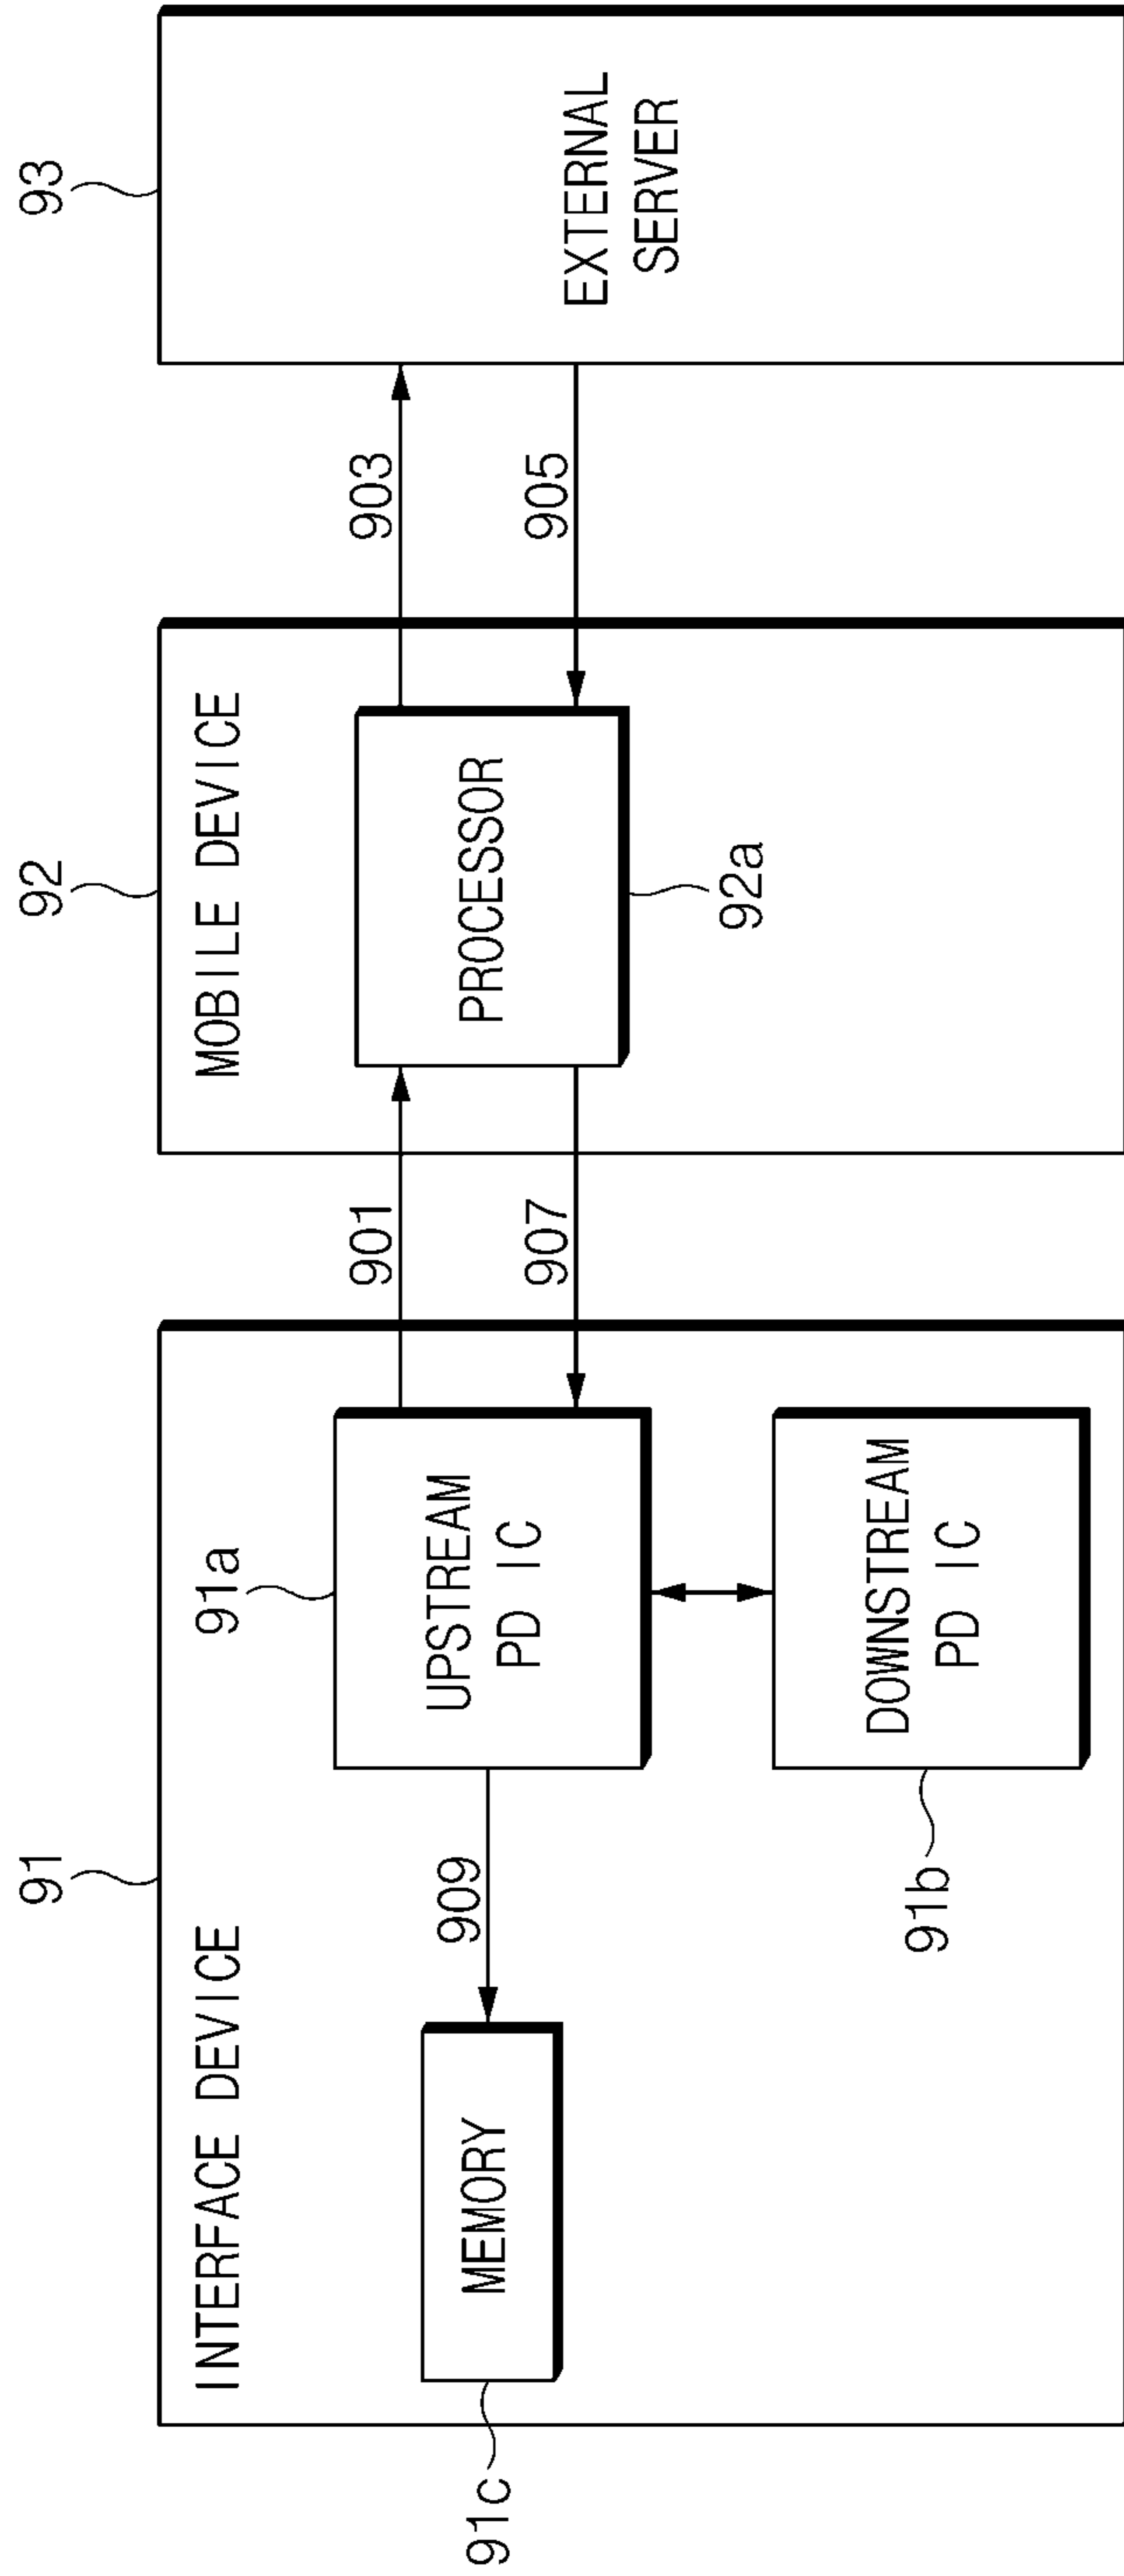 91
92
93
INTERFACE DEVICE
MOBILE DEVICE
91a
901
903
MEMORY
909
UPSTREAM
PD IC
PROCESSOR
907
905
EXTERNAL
SERVER
91c
92a
DOWNSTREAM
PD IC
91b